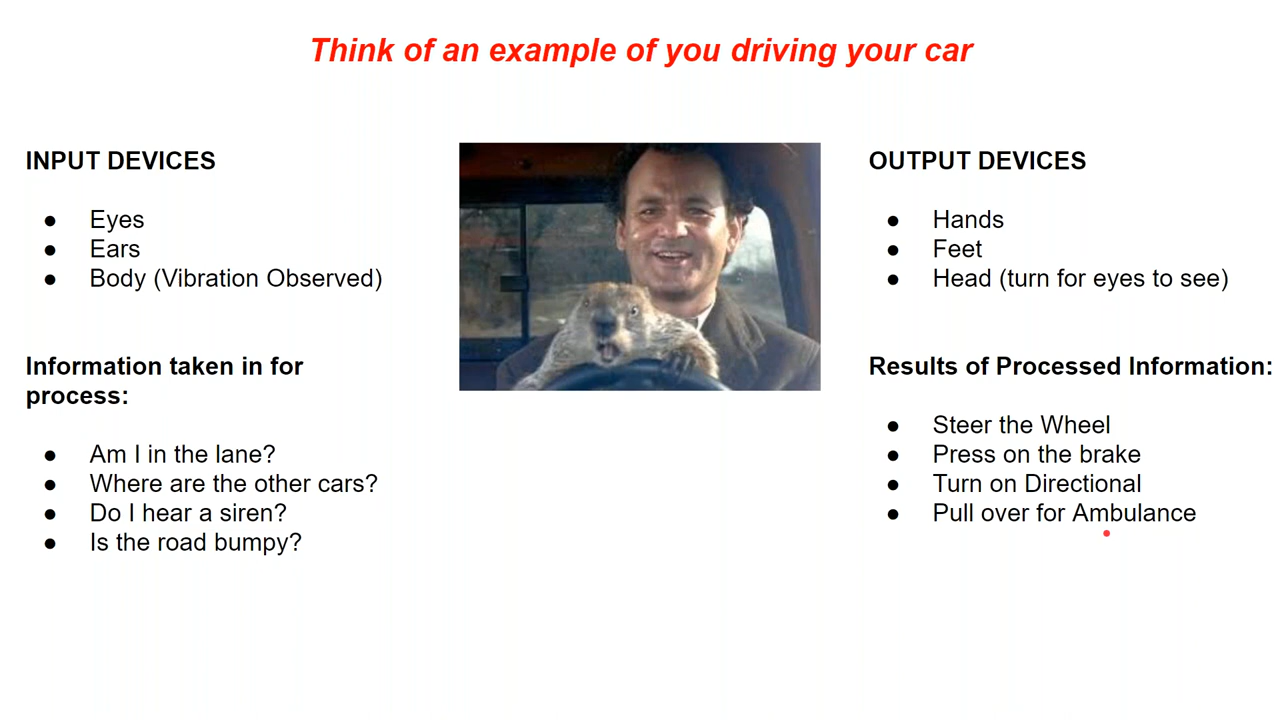 Think of an example of you driving your car
INPUT DEVICES
● Eyes
● Ears
● Body (Vibration Observed)
Information taken in for
process:
● Am I in the lane?
● Where are the other cars?
● Do I hear a siren?
● Is the road bumpy?
OUTPUT DEVICES
● Hands
● Feet
● Head (turn for eyes to see)
Results of Processed Information:
● Steer the Wheel
● Press on the brake
● Turn on Directional
● Pull over for Ambulance